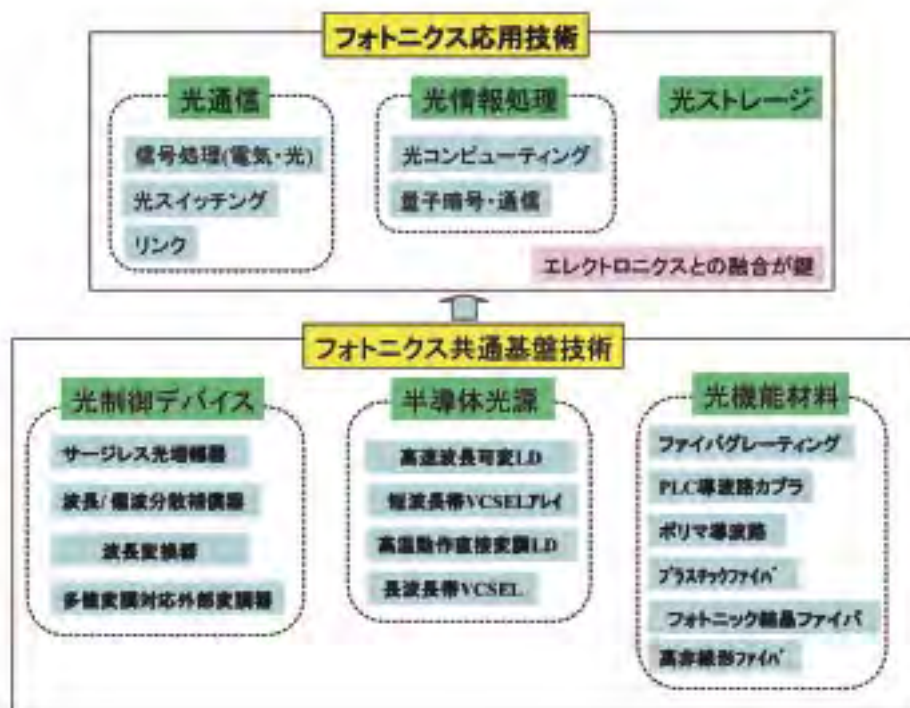 フォトニクス応用技術
光通信
信号処理(電気・光)
光スイッチング
リンク
光情報処理
光コンピューティング
量子暗号・通信
光ストレージ
エレクトロニクスとの融合が鍵
フォトニクス共通基盤技術
光制御デバイス
サージレス光増幅器
波長/偏波分散補償器
波長変換器
多値変調対応外部変調器
半導体光源
高速波長可変LD
短波長帯VCSELアレイ
高温動作直接変調LD
長波長帯VCSEL
光機能材料
ファイバグレーティング
PLC導波路カプラ
ポリマ導波路
プラスチックファイバ
フォトニック結晶ファイバ
高非線形ファイバ